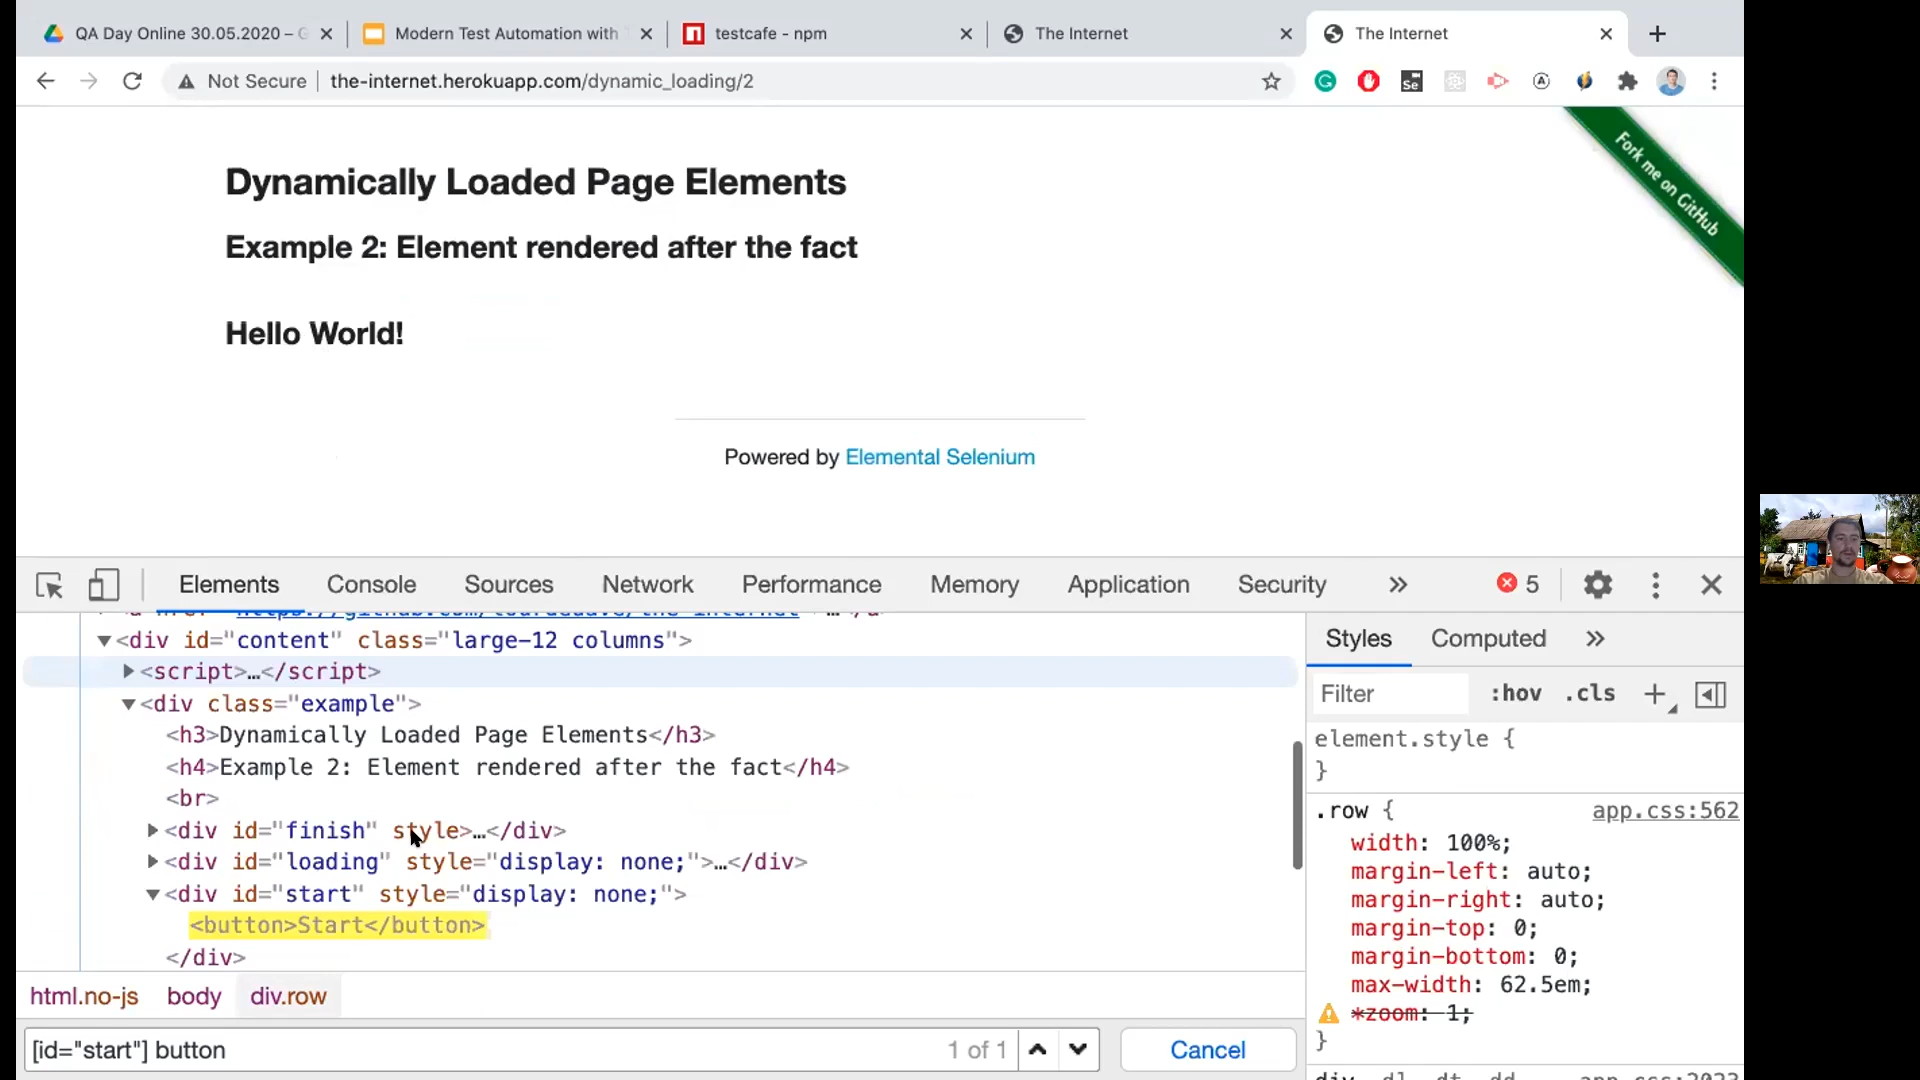 QA Day Online 30.05.2020 – G
Modern Test Automation with
testcafe - npm
The Internet
The Internet
Not Secure
the-internet.herokuapp.com/dynamic_loading/2
Se
Fork me on GitHub
Dynamically Loaded Page Elements
Example 2: Element rendered after the fact
Hello World!
Powered by Elemental Selenium
Elements
Console
Sources
Network
Performance
Memory
Application
Security
5
<div id="content" class="large-12 columns">
<script>…</script>
<div class="example">
<h3>Dynamically Loaded Page Elements</h3>
<h4>Example 2: Element rendered after the fact</h4>
<br>
<div id="finish" style>…</div>
<div id="loading" style="display: none;">…</div>
<div id="start" style="display: none;">
<button>Start</button>
</div>
html.no-js
body
div.row
[id="start"] button
1 of 1
Cancel
Styles
Computed
Filter
:hov
.cls
element.style {
}
.row {
app.css:562
width: 100%;
margin-left: auto;
margin-right: auto;
margin-top: 0;
margin-bottom: 0;
max-width: 62.5em;
*zoom: 1;
}